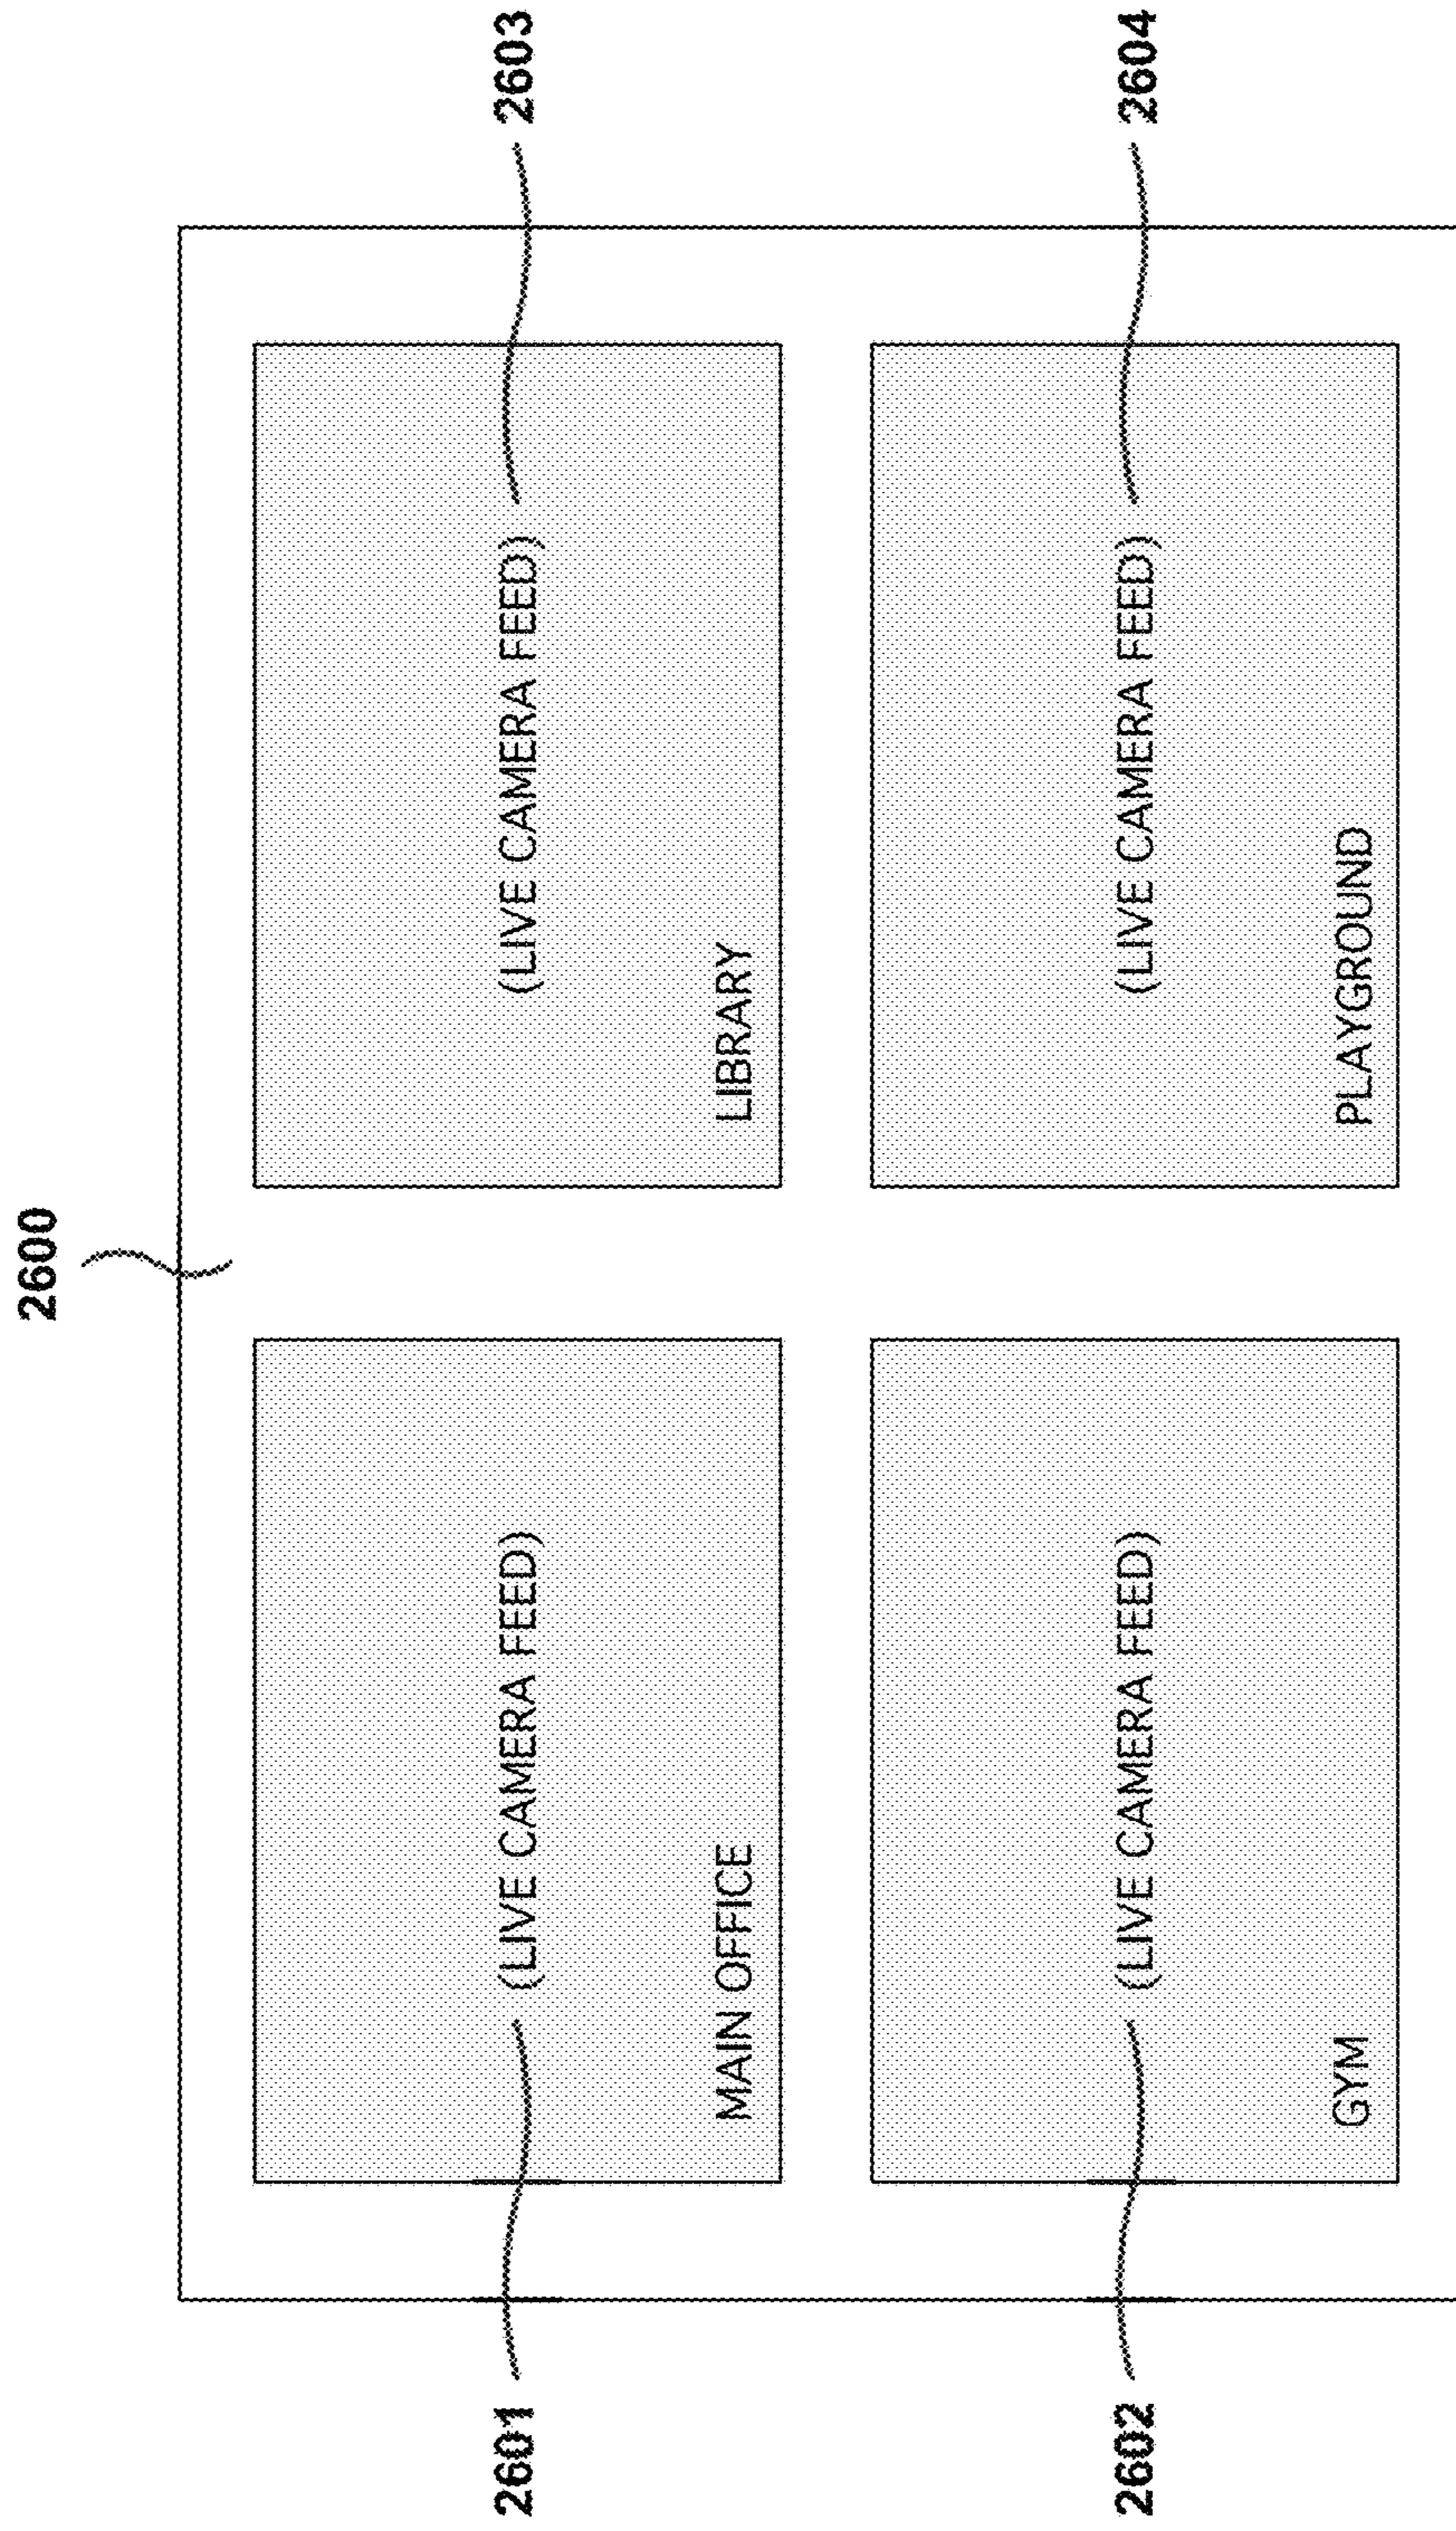 2600
2601
(LIVE CAMERA FEED)
MAIN OFFICE
(LIVE CAMERA FEED)
LIBRARY
2603
2602
(LIVE CAMERA FEED)
GYM
(LIVE CAMERA FEED)
PLAYGROUND
2604